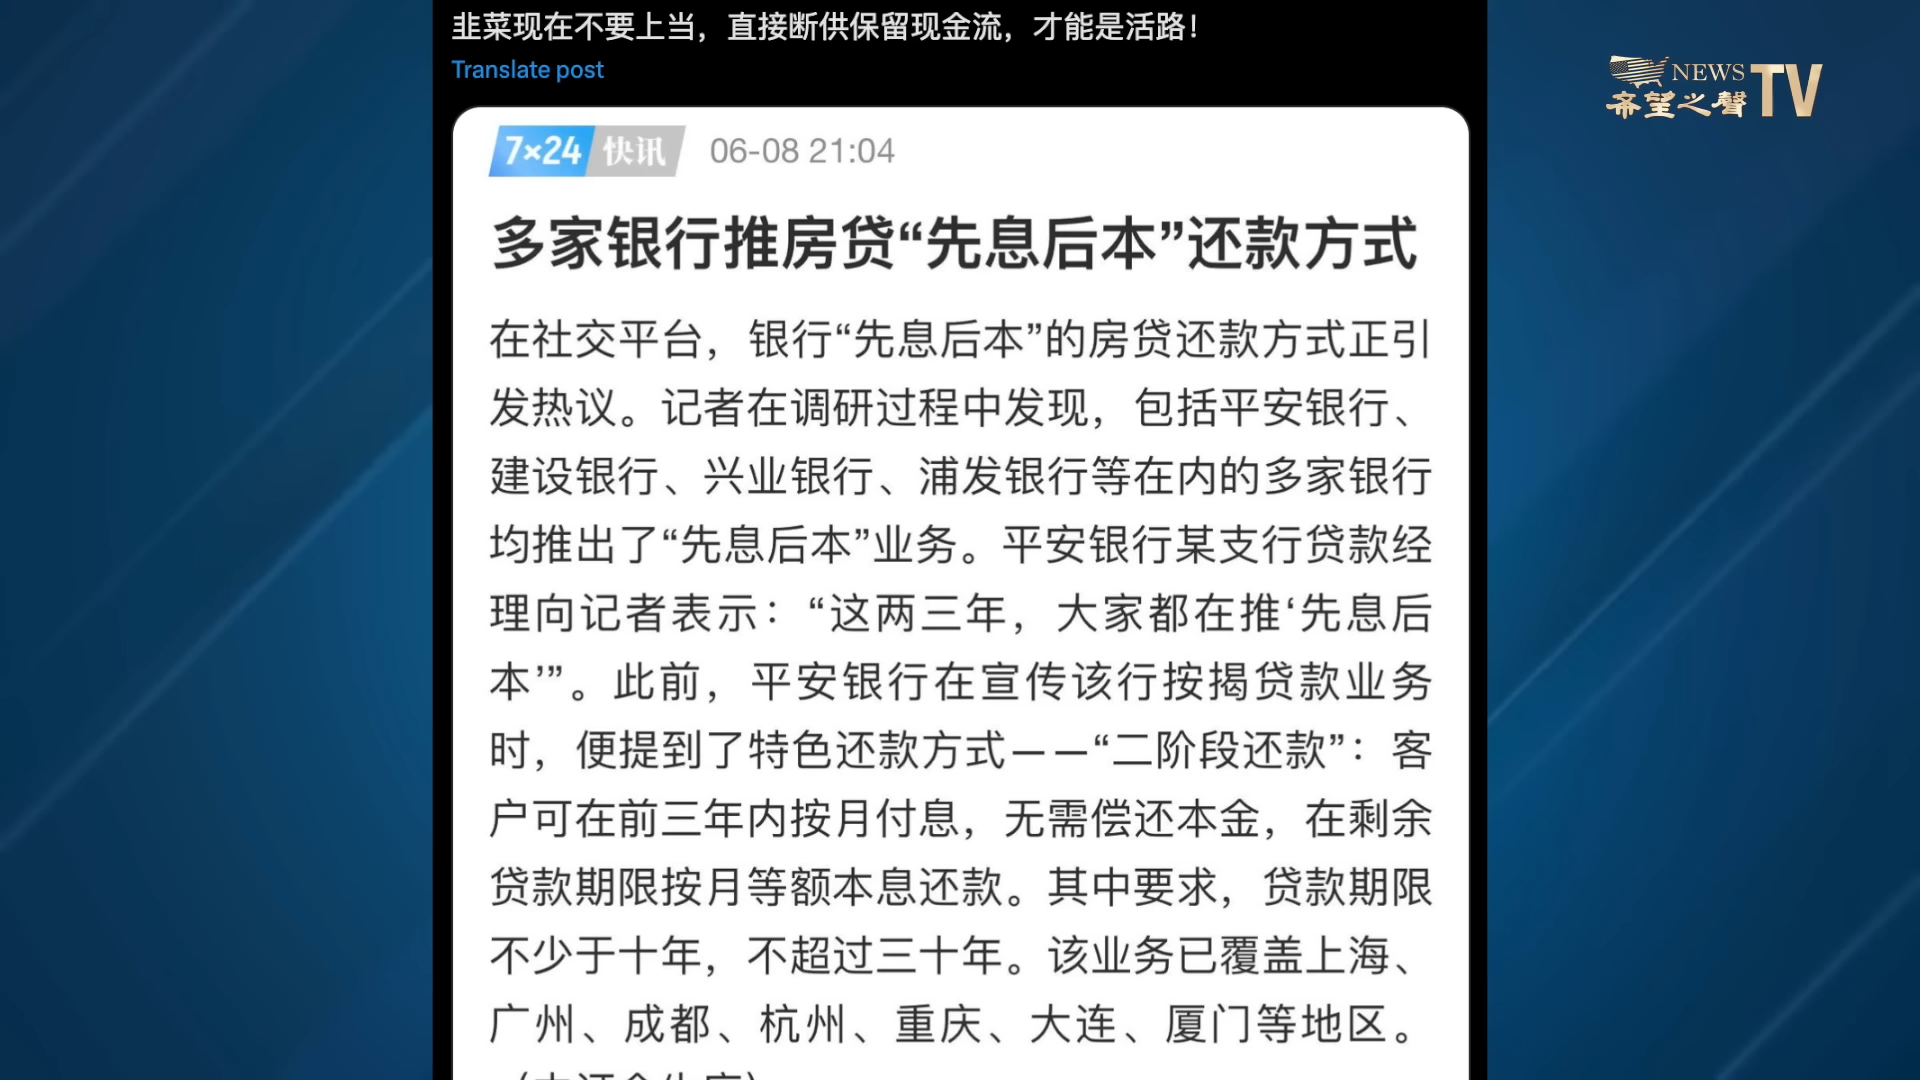 韭菜现在不要上当，直接断供保留现金流，才能是活路！
Translate post
NEWS
希望之聲TV
7×24 快讯 06-08 21:04
多家银行推房贷“先息后本”还款方式
在社交平台，银行“先息后本”的房贷还款方式正引
发热议。记者在调研过程中发现，包括平安银行、
建设银行、兴业银行、浦发银行等在内的多家银行
均推出了“先息后本”业务。平安银行某支行贷款经
理向记者表示：“这两三年，大家都在推‘先息后
本’”。此前，平安银行在宣传该行按揭贷款业务
时，便提到了特色还款方式——“二阶段还款”：客
户可在前三年内按月付息，无需偿还本金，在剩余
贷款期限按月等额本息还款。其中要求，贷款期限
不少于十年，不超过三十年。该业务已覆盖上海、
广州、成都、杭州、重庆、大连、厦门等地区。